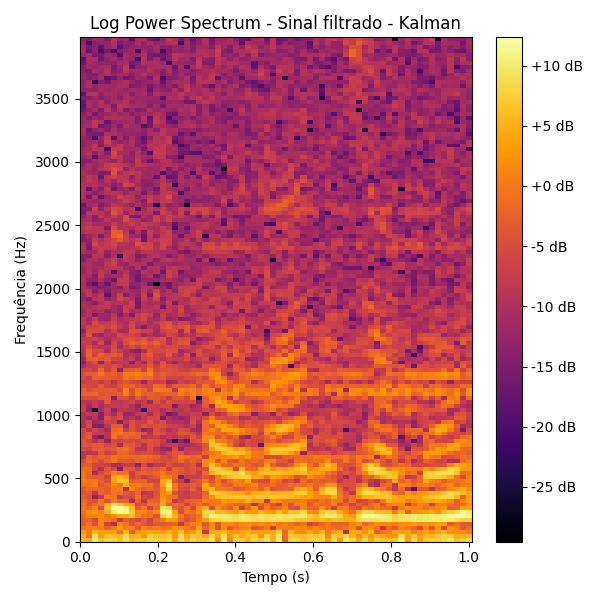 Log Power Spectrum - Sinal filtrado - Kalman
Frequência (Hz)
3500
3000
2500
2000
1500
1000
500
0
0.0 0.2 0.4 0.6 0.8 1.0
Tempo (s)
+10 dB
+5 dB
+0 dB
-5 dB
-10 dB
-15 dB
-20 dB
-25 dB